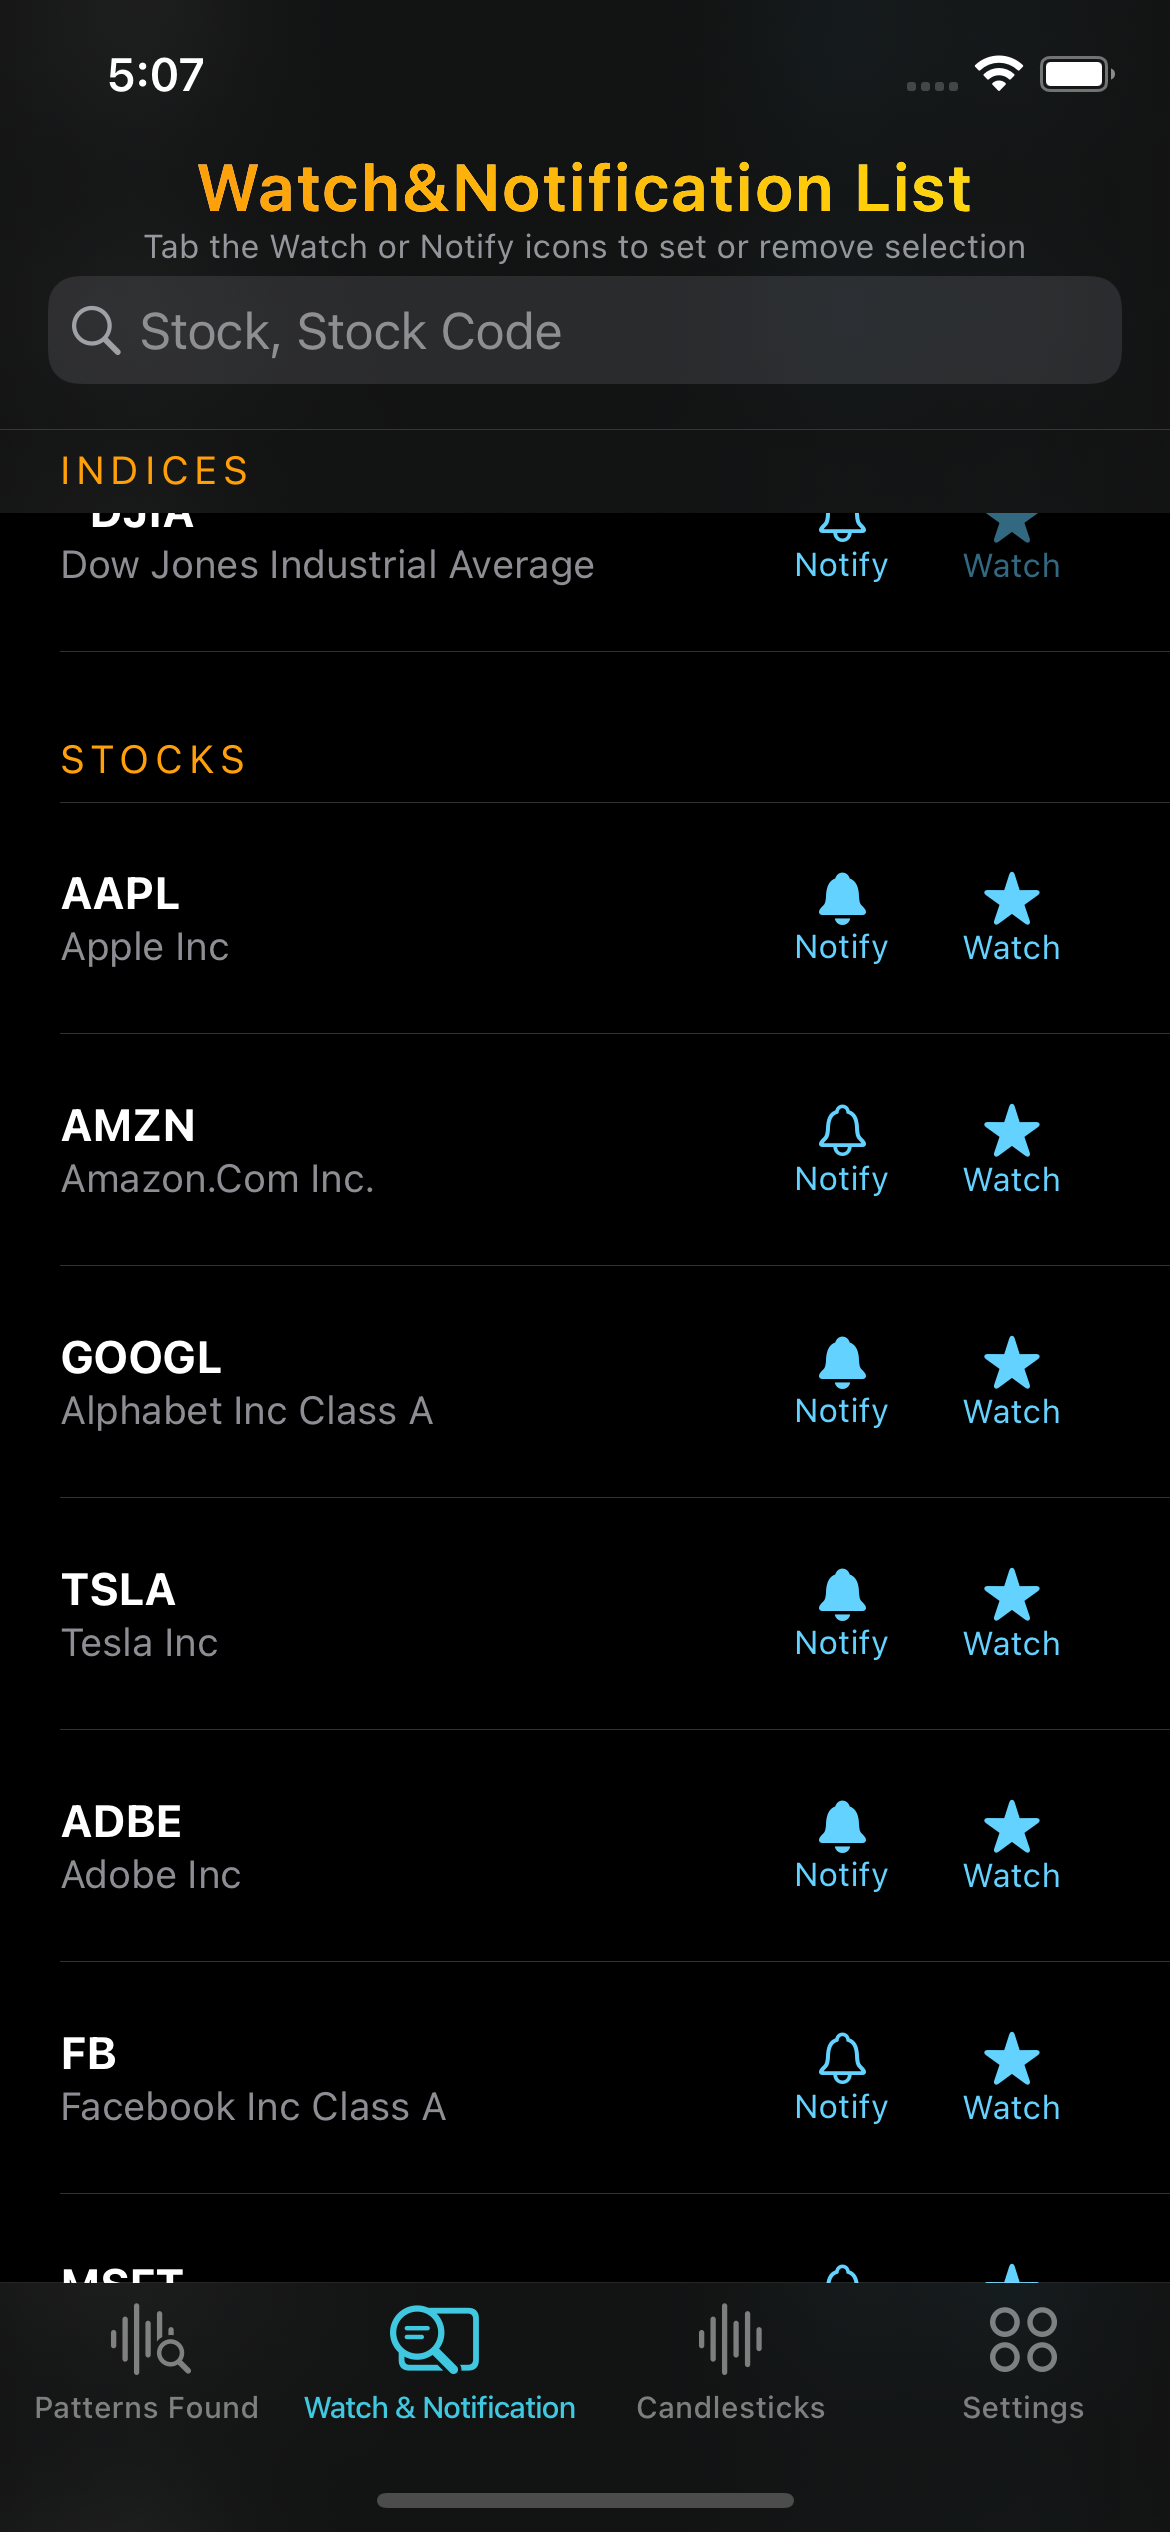 5:07
Watch&Notification List
Tab the Watch or Notify icons to set or remove selection
Stock, Stock Code
INDICES
DJIA
Dow Jones Industrial Average
Notify
Watch
STOCKS
AAPL
Apple Inc
Notify
Watch
AMZN
Amazon.Com Inc.
Notify
Watch
GOOGL
Alphabet Inc Class A
Notify
Watch
TSLA
Tesla Inc
Notify
Watch
ADBE
Adobe Inc
Notify
Watch
FB
Facebook Inc Class A
Notify
Watch
MSFT
Patterns Found
Watch & Notification
Candlesticks
Settings